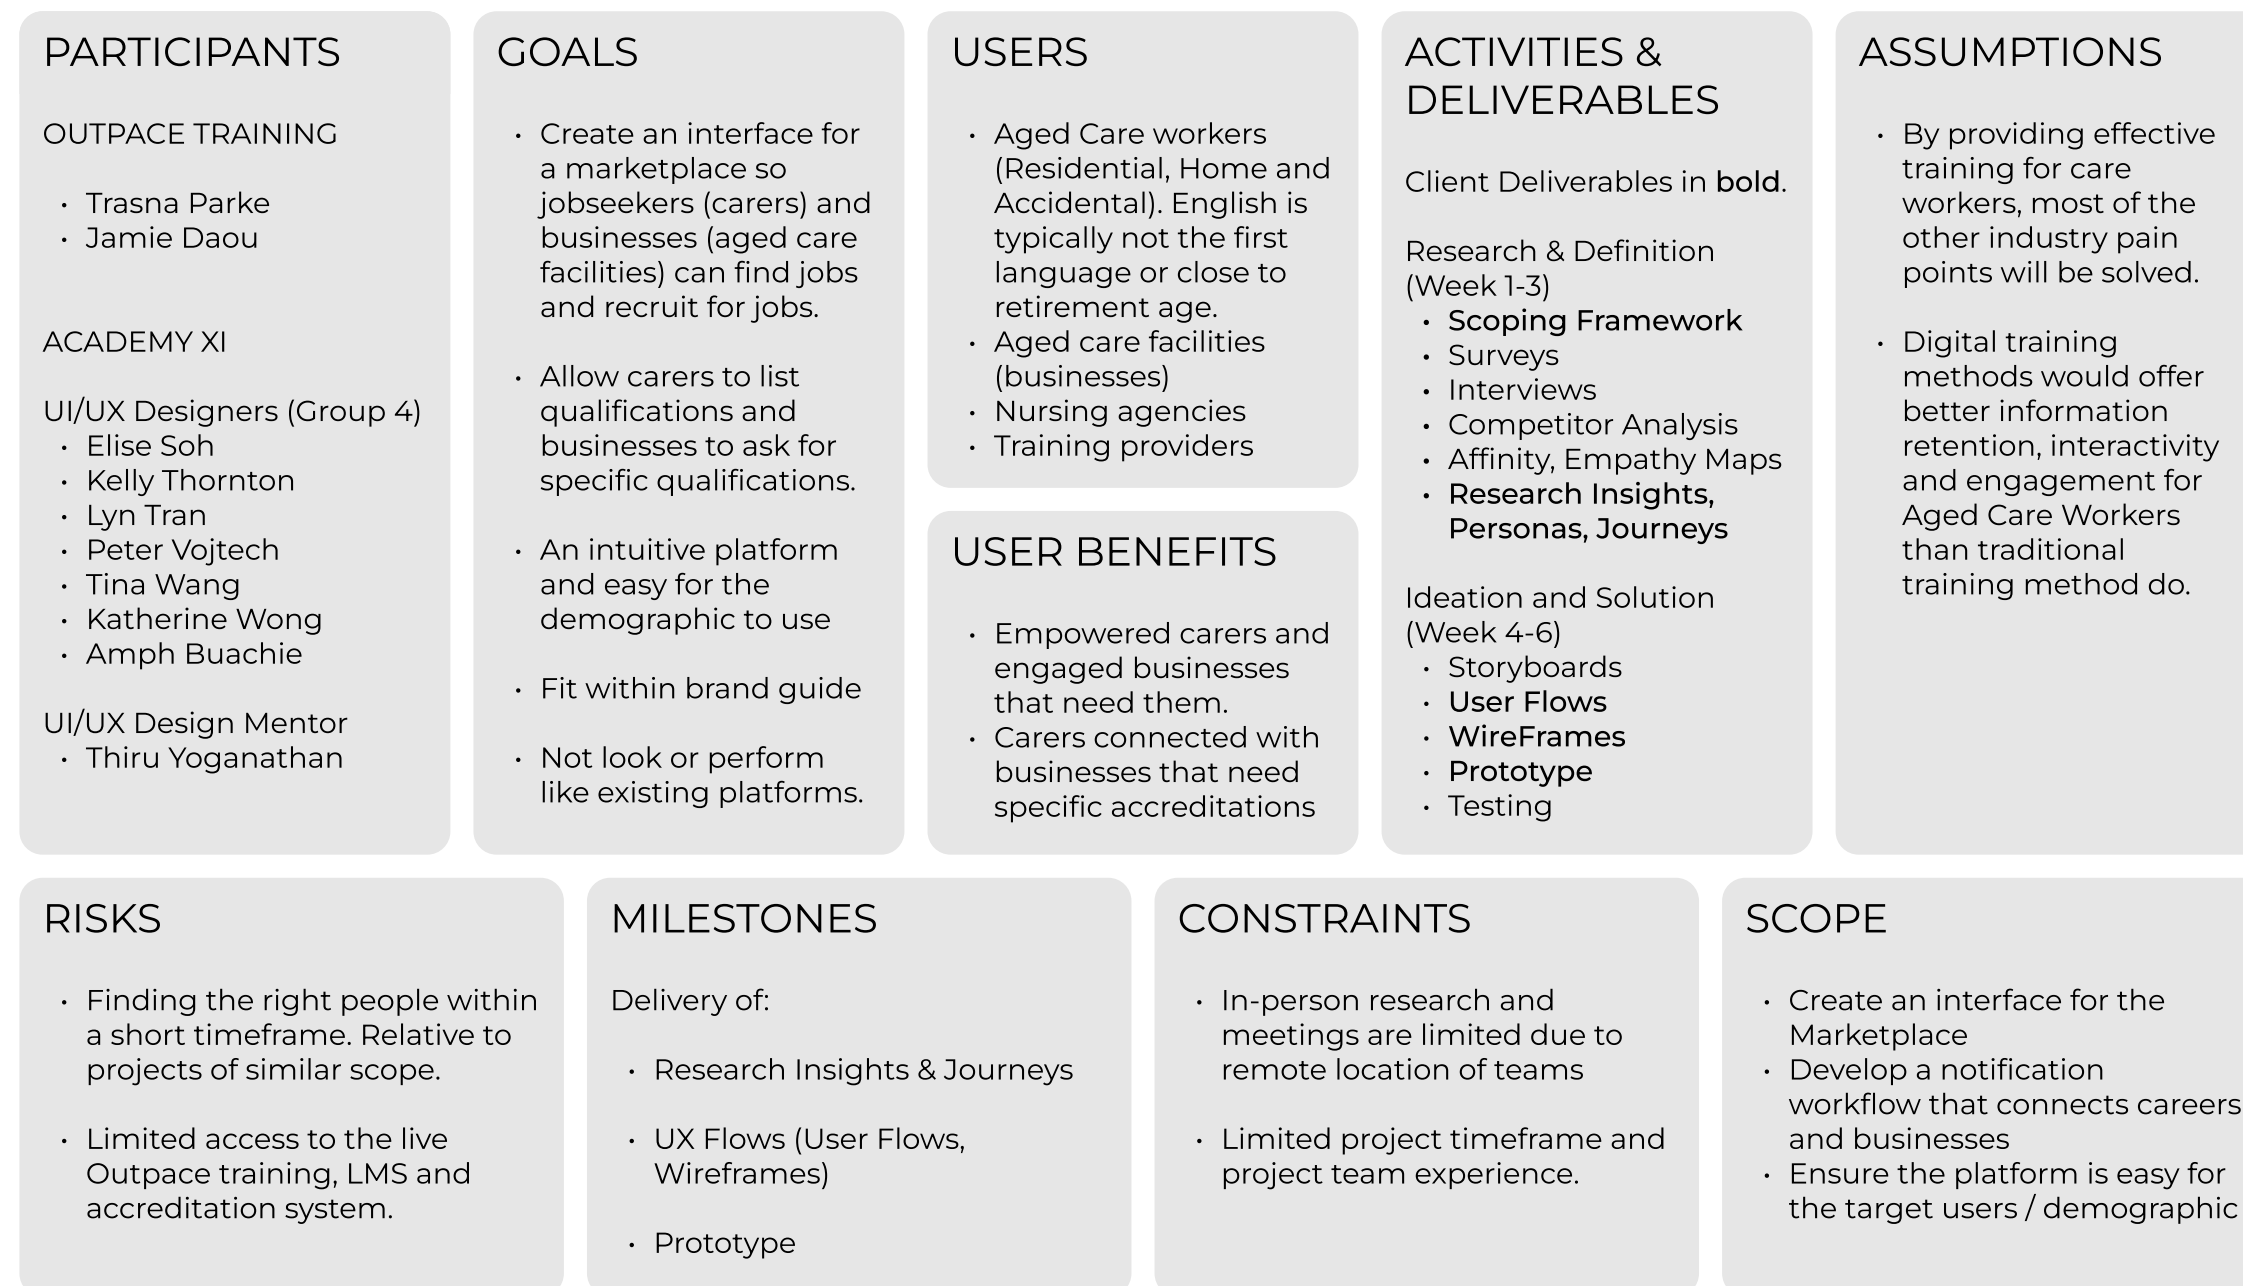 PARTICIPANTS
OUTPACE TRAINING
• Trasna Parke
• Jamie Daou
ACADEMY XI
UI/UX Designers (Group 4)
• Elise Soh
• Kelly Thornton
• Lyn Tran
• Peter Vojtech
• Tina Wang
• Katherine Wong
• Amph Buachie
UI/UX Design Mentor
• Thiru Yoganathan
GOALS
• Create an interface for
a marketplace so
jobseekers (carers) and
businesses (aged care
facilities) can find jobs
and recruit for jobs.
• Allow carers to list
qualifications and
businesses to ask for
specific qualifications.
• An intuitive platform
and easy for the
demographic to use
• Fit within brand guide
• Not look or perform
like existing platforms.
USERS
• Aged Care workers
(Residential, Home and
Accidental). English is
typically not the first
language or close to
retirement age.
• Aged care facilities
(businesses)
• Nursing agencies
• Training providers
USER BENEFITS
• Empowered carers and
engaged businesses
that need them.
• Carers connected with
businesses that need
specific accreditations
ACTIVITIES &
DELIVERABLES
Client Deliverables in bold.
Research & Definition
(Week 1-3)
• Scoping Framework
• Surveys
• Interviews
• Competitor Analysis
• Affinity, Empathy Maps
• Research Insights,
Personas, Journeys
Ideation and Solution
(Week 4-6)
• Storyboards
• User Flows
• WireFrames
• Prototype
• Testing
ASSUMPTIONS
• By providing effective
training for care
workers, most of the
other industry pain
points will be solved.
• Digital training
methods would offer
better information
retention, interactivity
and engagement for
Aged Care Workers
than traditional
training method do.
RISKS
• Finding the right people within
a short timeframe. Relative to
projects of similar scope.
• Limited access to the live
Outpace training, LMS and
accreditation system.
MILESTONES
Delivery of:
• Research Insights & Journeys
• UX Flows (User Flows,
Wireframes)
• Prototype
CONSTRAINTS
• In-person research and
meetings are limited due to
remote location of teams
• Limited project timeframe and
project team experience.
SCOPE
• Create an interface for the
Marketplace
• Develop a notification
workflow that connects careers
and businesses
• Ensure the platform is easy for
the target users / demographic